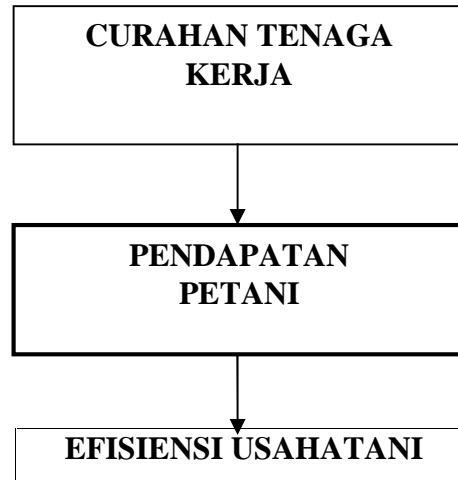 CURAHAN TENAGA
KERJA
PENDAPATAN
PETANI
EFISIENSI USAHATANI